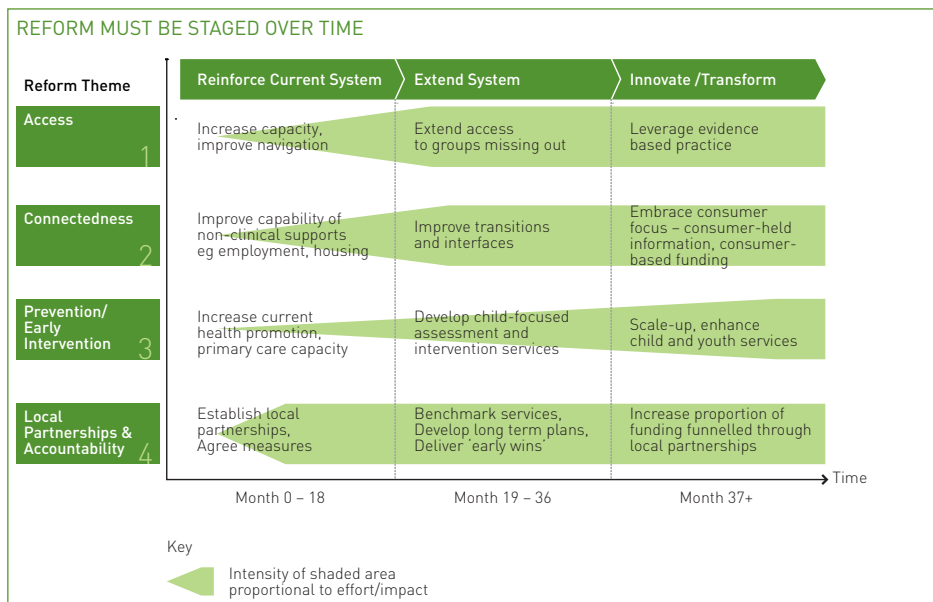 REFORM MUST BE STAGED OVER TIME
Reform Theme
Reinforce Current System
Extend System
Innovate /Transform
Access
1
Increase capacity,
improve navigation
Extend access
to groups missing out
Leverage evidence
based practice
Connectedness
2
Improve capability of
non-clinical supports
eg employment, housing
Improve transitions
and interfaces
Embrace consumer
focus – consumer-held
information, consumer-
based funding
Prevention/
Early
Intervention
3
Increase current
health promotion,
primary care capacity
Develop child-focused
assessment and
intervention services
Scale-up, enhance
child and youth services
Local
Partnerships &
Accountability
4
Establish local
partnerships,
Agree measures
Benchmark services,
Develop long term plans,
Deliver ‘early wins’
Increase proportion of
funding funnelled through
local partnerships
Time
Month 0 – 18
Month 19 – 36
Month 37+
Key
Intensity of shaded area
proportional to effort/impact